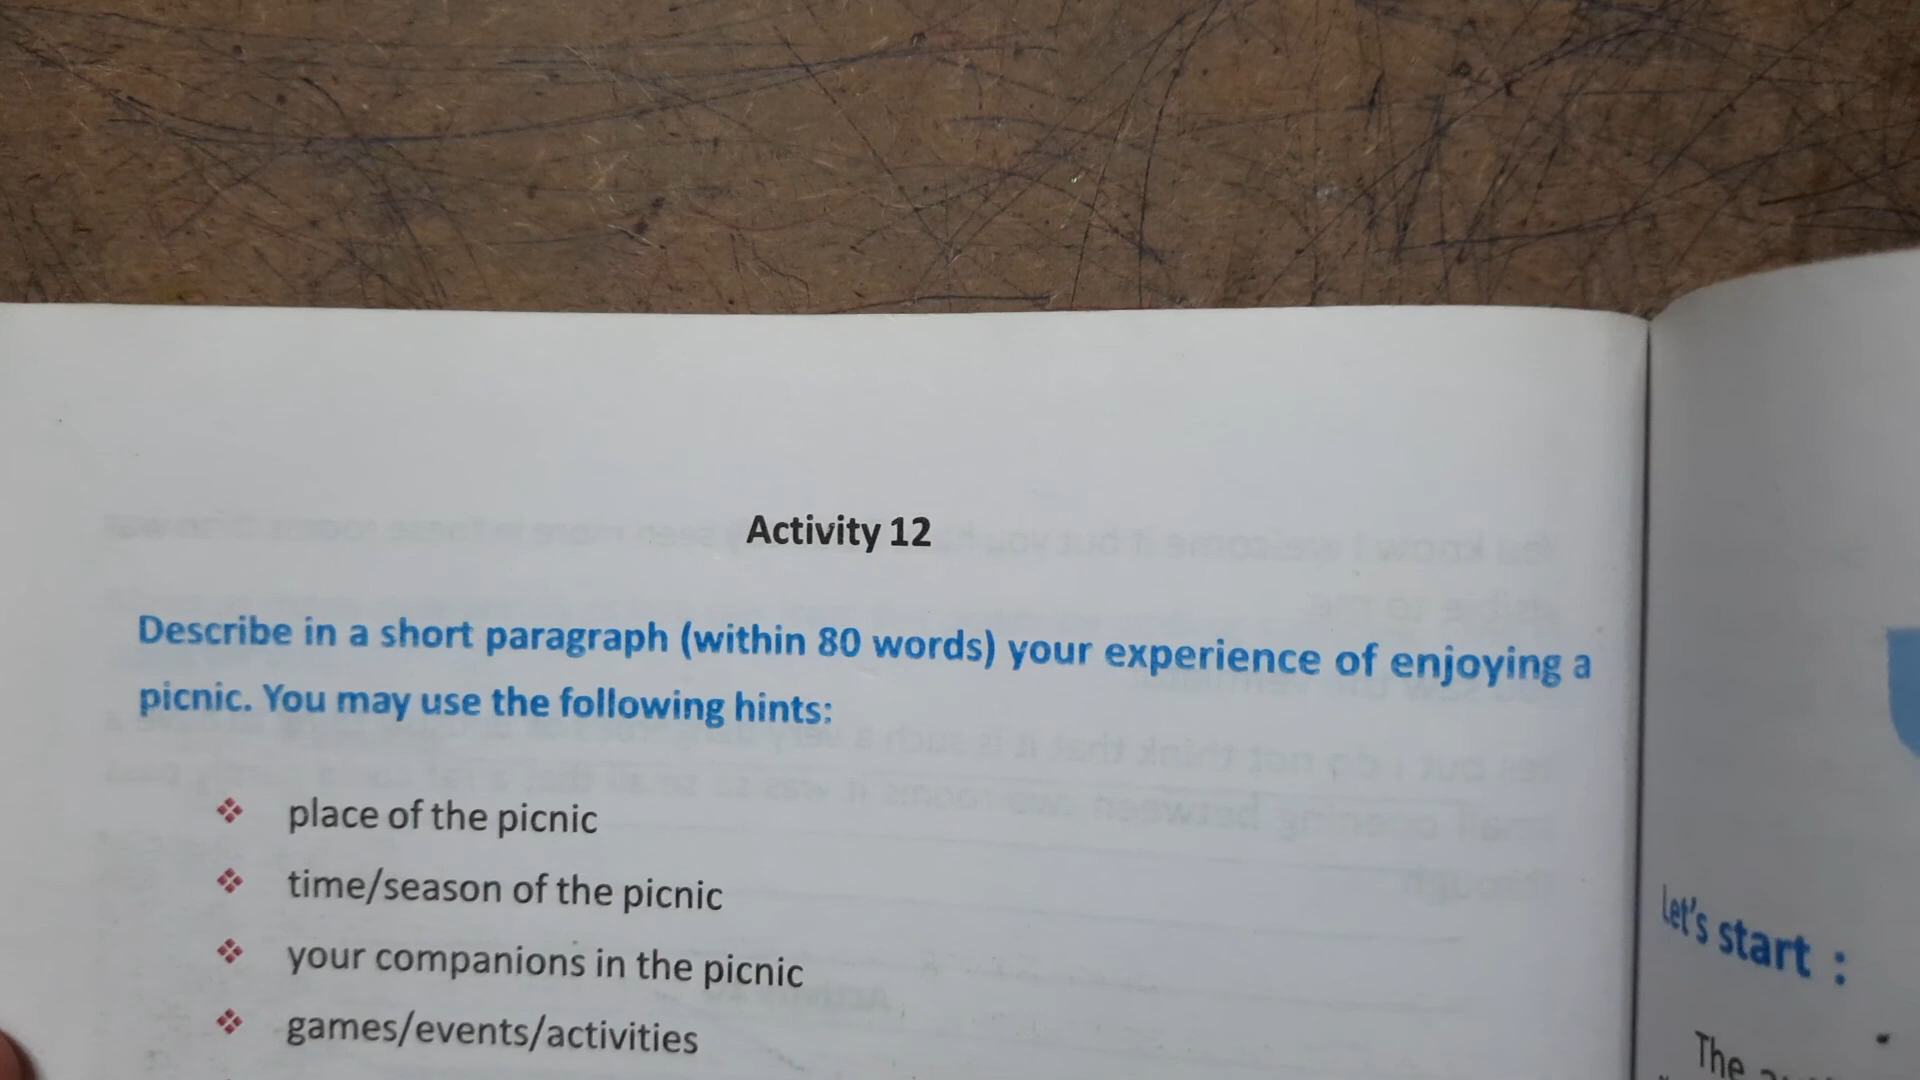 Activity 12
Describe in a short paragraph (within 80 words) your experience of enjoying a
picnic. You may use the following hints:
❖ place of the picnic
❖ time/season of the picnic
❖ your companions in the picnic
❖ games/events/activities
Let's start :
The